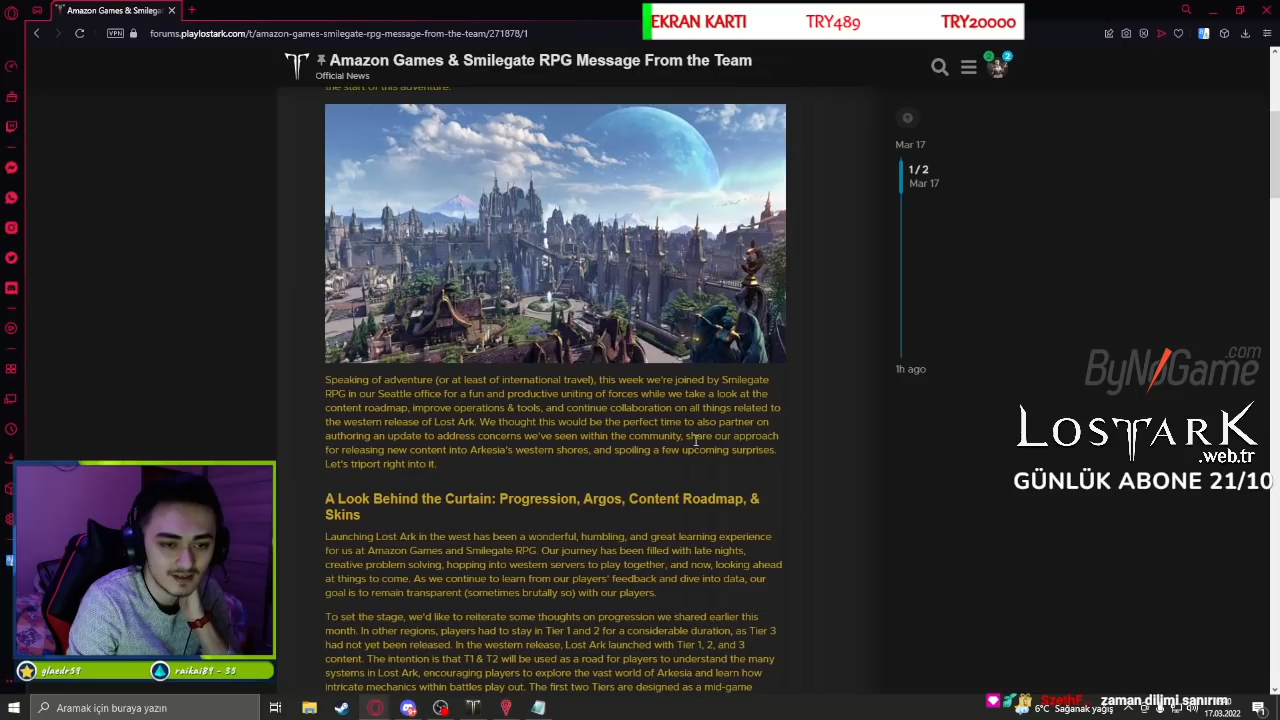 Amazon Games & Smilegat
EKRAN KARTI TRY489 TRY20000
VPN forums.playlostark.com/t/amazon-games-smilegate-rpg-message-from-the-team/271878/1
Amazon Games & Smilegate RPG Message From the Team
Official News
2 2
the start of this adventure.
Mar 17
1 / 2
Mar 17
1h ago
Speaking of adventure (or at least of international travel), this week we're joined by Smilegate
RPG in our Seattle office for a fun and productive uniting of forces while we take a look at the
content roadmap, improve operations & tools, and continue collaboration on all things related to
the western release of Lost Ark. We thought this would be the perfect time to also partner on
authoring an update to address concerns we've seen within the community, share our approach
for releasing new content into Arkesia's western shores, and spoiling a few upcoming surprises.
Let's triport right into it.
A Look Behind the Curtain: Progression, Argos, Content Roadmap, &
Skins
Launching Lost Ark in the west has been a wonderful, humbling, and great learning experience
for us at Amazon Games and Smilegate RPG. Our journey has been filled with late nights,
creative problem solving, hopping into western servers to play together, and now, looking ahead
at things to come. As we continue to learn from our players' feedback and dive into data, our
goal is to remain transparent (sometimes brutally so) with our players.
To set the stage, we'd like to reiterate some thoughts on progression we shared earlier this
month. In other regions, players had to stay in Tier 1 and 2 for a considerable duration, as Tier 3
had not yet been released. In the western release, Lost Ark launched with Tier 1, 2, and 3
content. The intention is that T1 & T2 will be used as a road for players to understand the many
systems in Lost Ark, encouraging players to explore the vast world of Arkesia and learn how
intricate mechanics within battles play out. The first two Tiers are designed as a mid-game
ByNoGame.com
LOST ARK
.web.tr
GÜNLÜK ABONE 21/10
glaedr59 raikai89 - 35
SzethF_ zaman dilimi sanırım
Aramak için buraya yazın
6°C Sağanak yağış
17.03.2022